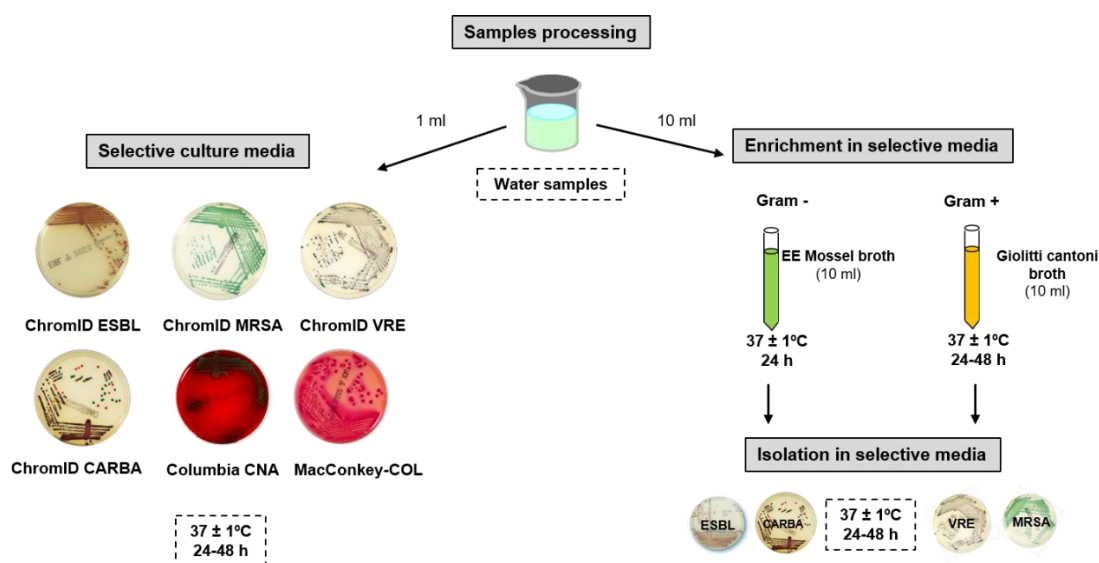 Samples processing
1 ml
10 ml
Selective culture media
Water samples
Enrichment in selective media
Gram -
Gram +
EE Mossel broth
(10 ml)
Giolitti cantoni
broth
(10 ml)
ChromID ESBL
ChromID MRSA
ChromID VRE
37 ± 1ºC
24 h
37 ± 1ºC
24-48 h
ChromID CARBA
Columbia CNA
MacConkey-COL
Isolation in selective media
37 ± 1ºC
24-48 h
ESBL
CARBA
37 ± 1ºC
24-48 h
VRE
MRSA